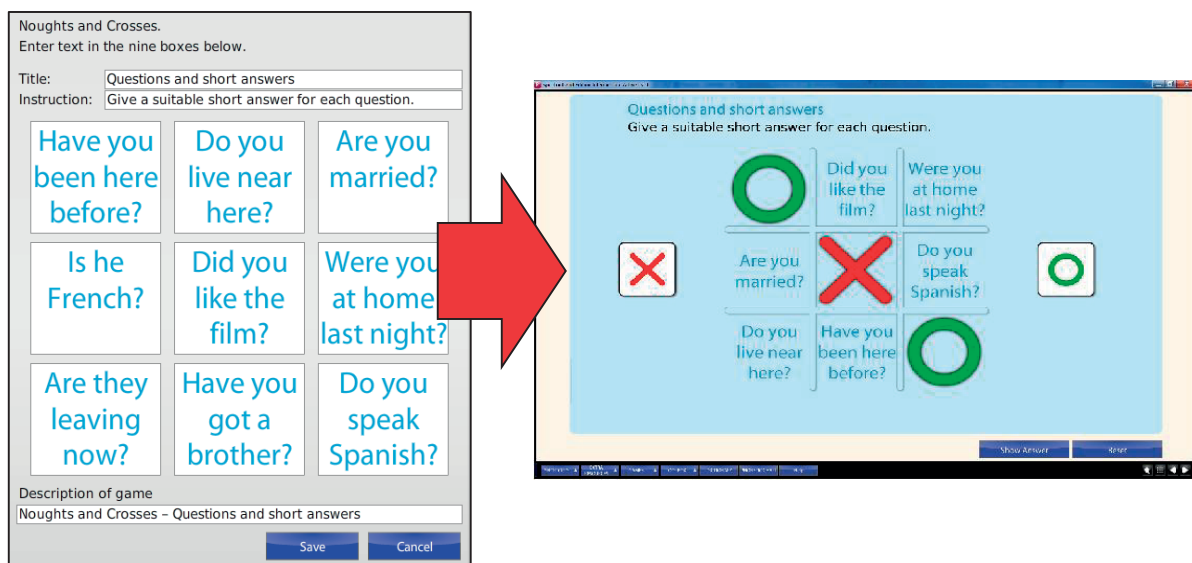 Noughts and Crosses.
Enter text in the nine boxes below.
Title: Questions and short answers
Instruction: Give a suitable short answer for each question.
Have you
been here
before?
Do you
live near
here?
Are you
married?
Is he
French?
Did you
like the
film?
Were you
at home
last night?
Are they
leaving
now?
Have you
got a
brother?
Do you
speak
Spanish?
Description of game
Noughts and Crosses – Questions and short answers
Save
Cancel
Questions and short answers
Give a suitable short answer for each question.
Did you
like the
film?
Were you
at home
last night?
Are you
married?
Do you
speak
Spanish?
Do you
live near
here?
Have you
been here
before?
Show Answer
Reset